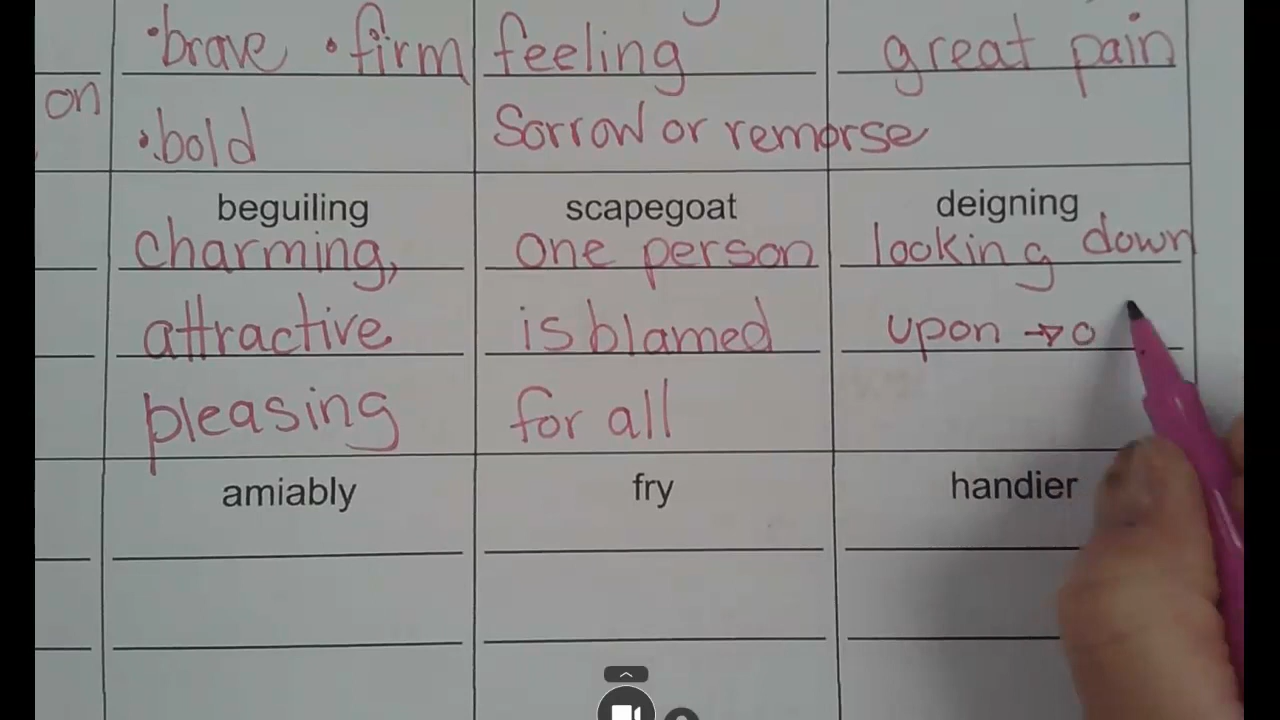 •brave •firm feeling great pain
on •bold Sorrow or remorse
beguiling scapegoat deigning
charming, one person looking down
attractive is blamed upon → o
pleasing for all
amiably fry handier